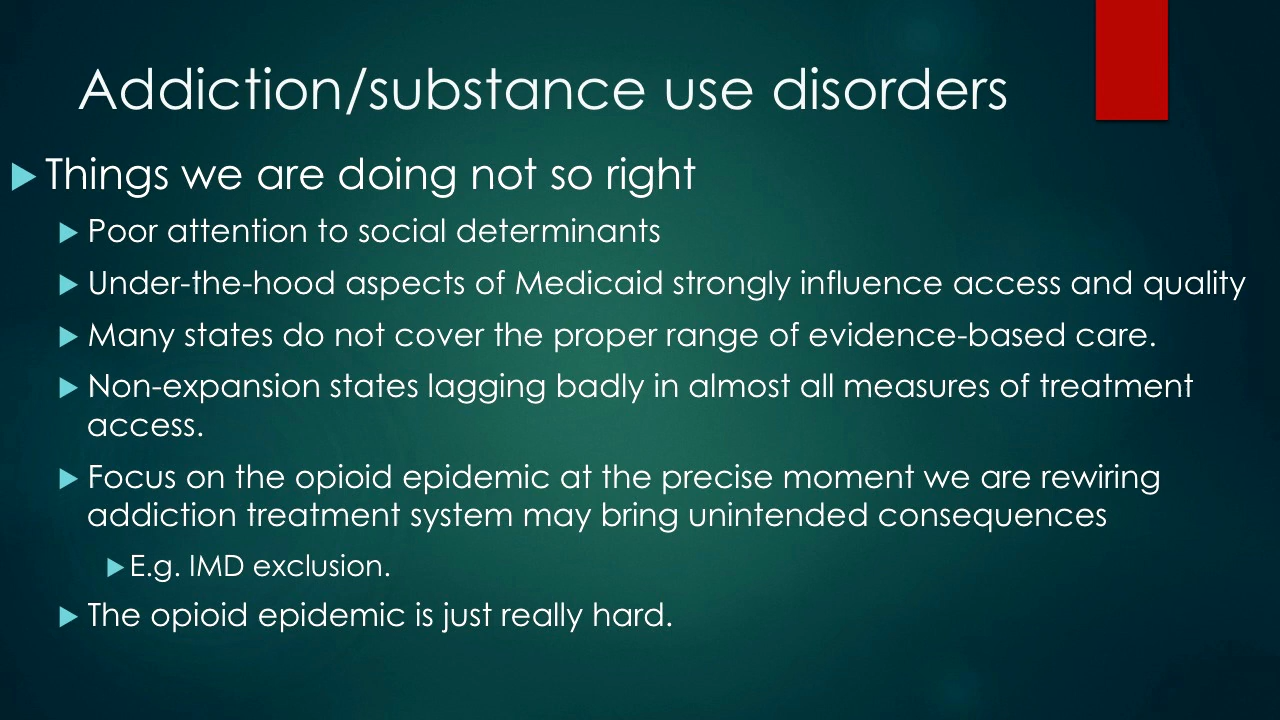 Addiction/substance use disorders
Things we are doing not so right
Poor attention to social determinants
Under-the-hood aspects of Medicaid strongly influence access and quality
Many states do not cover the proper range of evidence-based care.
Non-expansion states lagging badly in almost all measures of treatment
access.
Focus on the opioid epidemic at the precise moment we are rewiring
addiction treatment system may bring unintended consequences
E.g. IMD exclusion.
The opioid epidemic is just really hard.